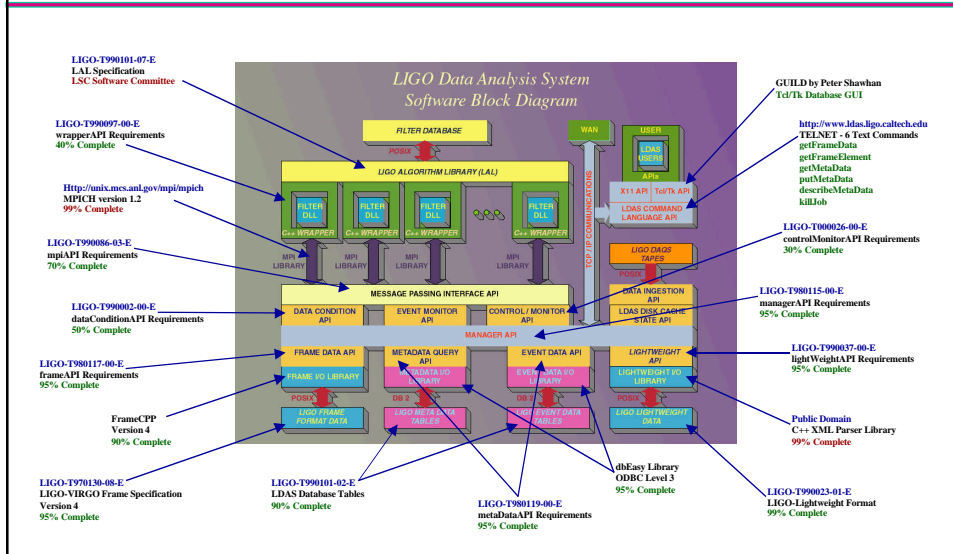 LIGO-T990101-07-E
LAL Specification
LSC Software Committee
LIGO-T990097-00-E
wrapperAPI Requirements
40% Complete
Http://unix.mcs.anl.gov/mpi/mpich
MPICH version 1.2
99% Complete
LIGO-T990086-03-E
mpiAPI Requirements
70% Complete
LIGO-T990002-00-E
dataConditionAPI Requirements
50% Complete
LIGO-T980117-00-E
frameAPI Requirements
95% Complete
FrameCPP
Version 4
90% Complete
LIGO-T970130-08-E
LIGO-VIRGO Frame Specification
Version 4
95% Complete
LIGO Data Analysis System
Software Block Diagram
FILTER DATABASE
POSIX
LIGO ALGORITHM LIBRARY (LAL)
FILTER DLL
FILTER DLL
FILTER DLL
FILTER DLL
C++ WRAPPER
C++ WRAPPER
C++ WRAPPER
C++ WRAPPER
MPI LIBRARY
MPI LIBRARY
MPI LIBRARY
MPI LIBRARY
MESSAGE PASSING INTERFACE API
DATA CONDITION API
EVENT MONITOR API
CONTROL / MONITOR API
MANAGER API
FRAME DATA API
METADATA QUERY API
EVENT DATA API
LIGHTWEIGHT API
FRAME I/O LIBRARY
METADATA I/O LIBRARY
EVENT DATA I/O LIBRARY
LIGHTWEIGHT I/O LIBRARY
POSIX
DB 2
DB 2
POSIX
LIGO FRAME FORMAT DATA
LIGO META DATA TABLES
LIGO EVENT DATA TABLES
LIGO LIGHTWEIGHT DATA
WAN
TCP / IP COMMUNICATIONS
USER
LDAS USERS
APIs
X11 API
Tcl/Tk API
LDAS COMMAND LANGUAGE API
LIGO DAQS TAPES
POSIX
DATA INGESTION API
LDAS DISK CACHE STATE API
GUILD by Peter Shawhan
Tcl/Tk Database GUI
http://www.ldas.ligo.caltech.edu
TELNET - 6 Text Commands
getFrameData
getFrameElement
getMetaData
putMetaData
describeMetaData
killJob
LIGO-T000026-00-E
controlMonitorAPI Requirements
30% Complete
LIGO-T980115-00-E
managerAPI Requirements
95% Complete
LIGO-T990037-00-E
lightWeightAPI Requirements
95% Complete
Public Domain
C++ XML Parser Library
99% Complete
LIGO-T990101-02-E
LDAS Database Tables
90% Complete
LIGO-T980119-00-E
metaDataAPI Requirements
95% Complete
dbEasy Library
ODBC Level 3
95% Complete
LIGO-T990023-01-E
LIGO-Lightweight Format
99% Complete